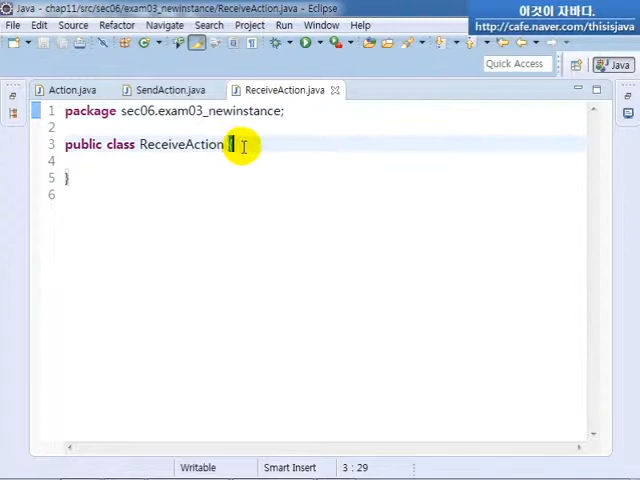 Java - chap11/src/sec06/exam03_newinstance/ReceiveAction.java - Eclipse
이것이 자바다.
http://cafe.naver.com/thisisjava
File Edit Source Refactor Navigate Search Project Run Window Help
Quick Access
Java
Action.java
SendAction.java
ReceiveAction.java
1 package sec06.exam03_newinstance;
2
3 public class ReceiveAction {
4
5 }
6
Writable
Smart Insert
3 : 29